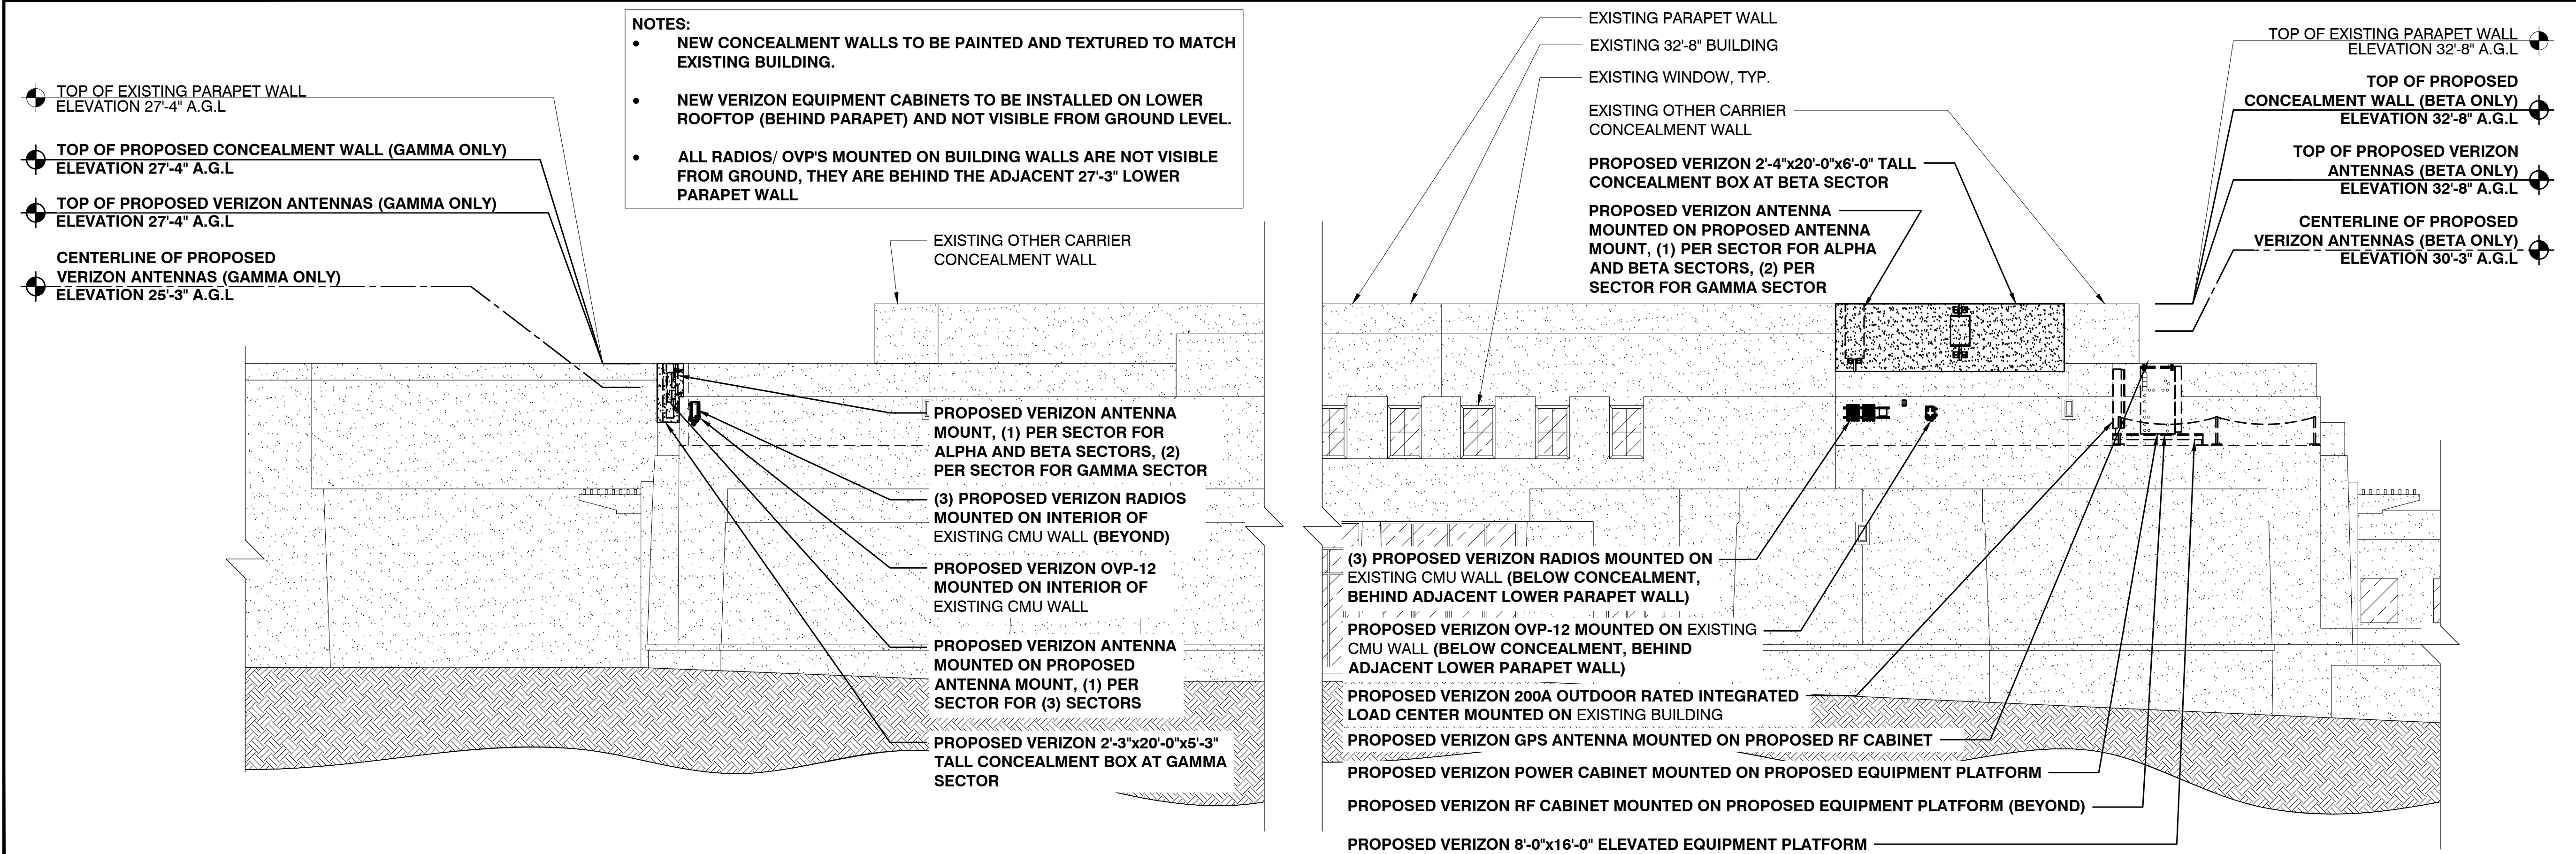 NOTES:
• NEW CONCEALMENT WALLS TO BE PAINTED AND TEXTURED TO MATCH
EXISTING BUILDING.
• NEW VERIZON EQUIPMENT CABINETS TO BE INSTALLED ON LOWER
ROOFTOP (BEHIND PARAPET) AND NOT VISIBLE FROM GROUND LEVEL.
• ALL RADIOS/ OVP'S MOUNTED ON BUILDING WALLS ARE NOT VISIBLE
FROM GROUND, THEY ARE BEHIND THE ADJACENT 27'-3" LOWER
PARAPET WALL
TOP OF EXISTING PARAPET WALL
ELEVATION 27'-4" A.G.L
TOP OF PROPOSED CONCEALMENT WALL (GAMMA ONLY)
ELEVATION 27'-4" A.G.L
TOP OF PROPOSED VERIZON ANTENNAS (GAMMA ONLY)
ELEVATION 27'-4" A.G.L
CENTERLINE OF PROPOSED
VERIZON ANTENNAS (GAMMA ONLY)
ELEVATION 25'-3" A.G.L
EXISTING OTHER CARRIER
CONCEALMENT WALL
PROPOSED VERIZON ANTENNA
MOUNT, (1) PER SECTOR FOR
ALPHA AND BETA SECTORS, (2)
PER SECTOR FOR GAMMA SECTOR
(3) PROPOSED VERIZON RADIOS
MOUNTED ON INTERIOR OF
EXISTING CMU WALL (BEYOND)
PROPOSED VERIZON OVP-12
MOUNTED ON INTERIOR OF
EXISTING CMU WALL
PROPOSED VERIZON ANTENNA
MOUNTED ON PROPOSED
ANTENNA MOUNT, (1) PER
SECTOR FOR (3) SECTORS
PROPOSED VERIZON 2'-3"x20'-0"x5'-3"
TALL CONCEALMENT BOX AT GAMMA
SECTOR
EXISTING PARAPET WALL
EXISTING 32'-8" BUILDING
EXISTING WINDOW, TYP.
EXISTING OTHER CARRIER
CONCEALMENT WALL
PROPOSED VERIZON 2'-4"x20'-0"x6'-0" TALL
CONCEALMENT BOX AT BETA SECTOR
PROPOSED VERIZON ANTENNA
MOUNTED ON PROPOSED ANTENNA
MOUNT, (1) PER SECTOR FOR ALPHA
AND BETA SECTORS, (2) PER
SECTOR FOR GAMMA SECTOR
TOP OF EXISTING PARAPET WALL
ELEVATION 32'-8" A.G.L
TOP OF PROPOSED
CONCEALMENT WALL (BETA ONLY)
ELEVATION 32'-8" A.G.L
TOP OF PROPOSED VERIZON
ANTENNAS (BETA ONLY)
ELEVATION 32'-8" A.G.L
CENTERLINE OF PROPOSED
VERIZON ANTENNAS (BETA ONLY)
ELEVATION 30'-3" A.G.L
(3) PROPOSED VERIZON RADIOS MOUNTED ON
EXISTING CMU WALL (BELOW CONCEALMENT,
BEHIND ADJACENT LOWER PARAPET WALL)
PROPOSED VERIZON OVP-12 MOUNTED ON EXISTING
CMU WALL (BELOW CONCEALMENT, BEHIND
ADJACENT LOWER PARAPET WALL)
PROPOSED VERIZON 200A OUTDOOR RATED INTEGRATED
LOAD CENTER MOUNTED ON EXISTING BUILDING
PROPOSED VERIZON GPS ANTENNA MOUNTED ON PROPOSED RF CABINET
PROPOSED VERIZON POWER CABINET MOUNTED ON PROPOSED EQUIPMENT PLATFORM
PROPOSED VERIZON RF CABINET MOUNTED ON PROPOSED EQUIPMENT PLATFORM (BEYOND)
PROPOSED VERIZON 8'-0"x16'-0" ELEVATED EQUIPMENT PLATFORM